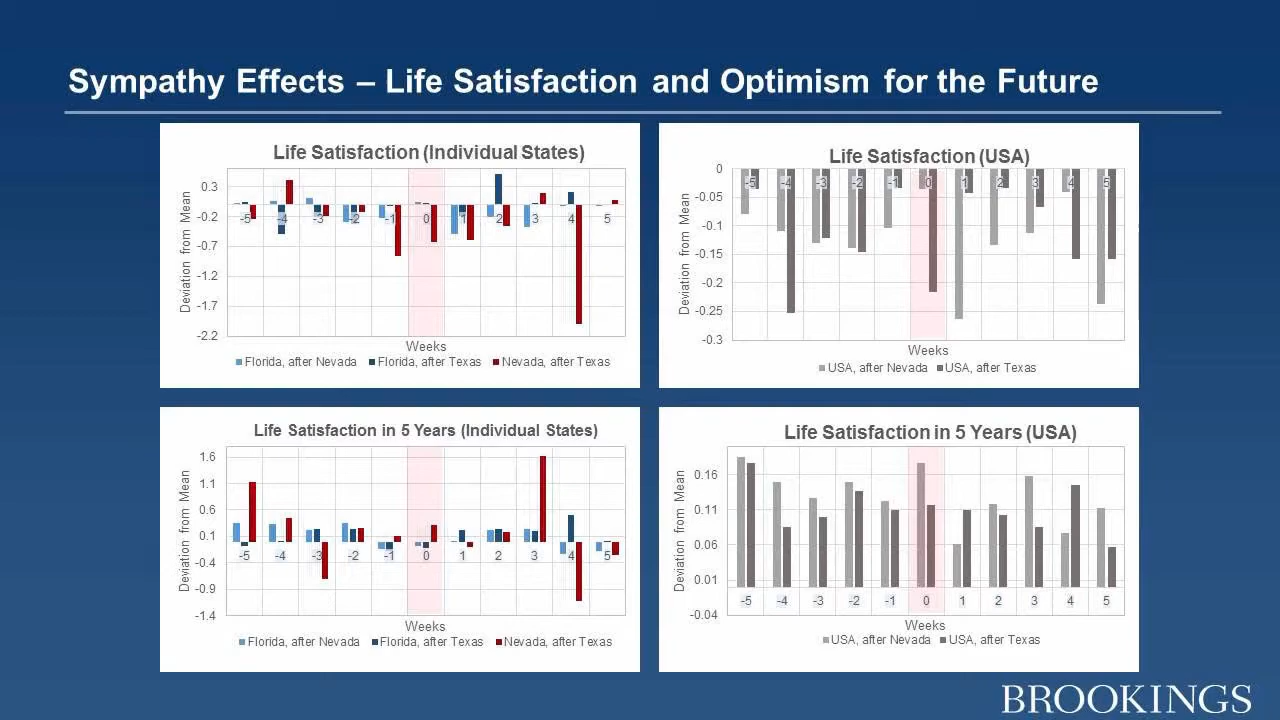 Sympathy Effects – Life Satisfaction and Optimism for the Future
Life Satisfaction (Individual States)
Deviation from Mean
0.3
-0.2
-0.7
-1.2
-1.7
-2.2
-5 -4 -3 -2 -1 0 1 2 3 4 5
Weeks
Florida, after Nevada Florida, after Texas Nevada, after Texas
Life Satisfaction (USA)
Deviation from Mean
0
-0.05
-0.1
-0.15
-0.2
-0.25
-0.3
-5 -4 -3 -2 -1 0 1 2 3 4 5
Weeks
USA, after Nevada USA, after Texas
Life Satisfaction in 5 Years (Individual States)
Deviation from Mean
1.6
1.1
0.6
0.1
-0.4
-0.9
-1.4
-5 -4 -3 -2 -1 0 1 2 3 4 5
Weeks
Florida, after Nevada Florida, after Texas Nevada, after Texas
Life Satisfaction in 5 Years (USA)
Deviation from Mean
0.16
0.11
0.06
0.01
-0.04
-5 -4 -3 -2 -1 0 1 2 3 4 5
Weeks
USA, after Nevada USA, after Texas
BROOKINGS